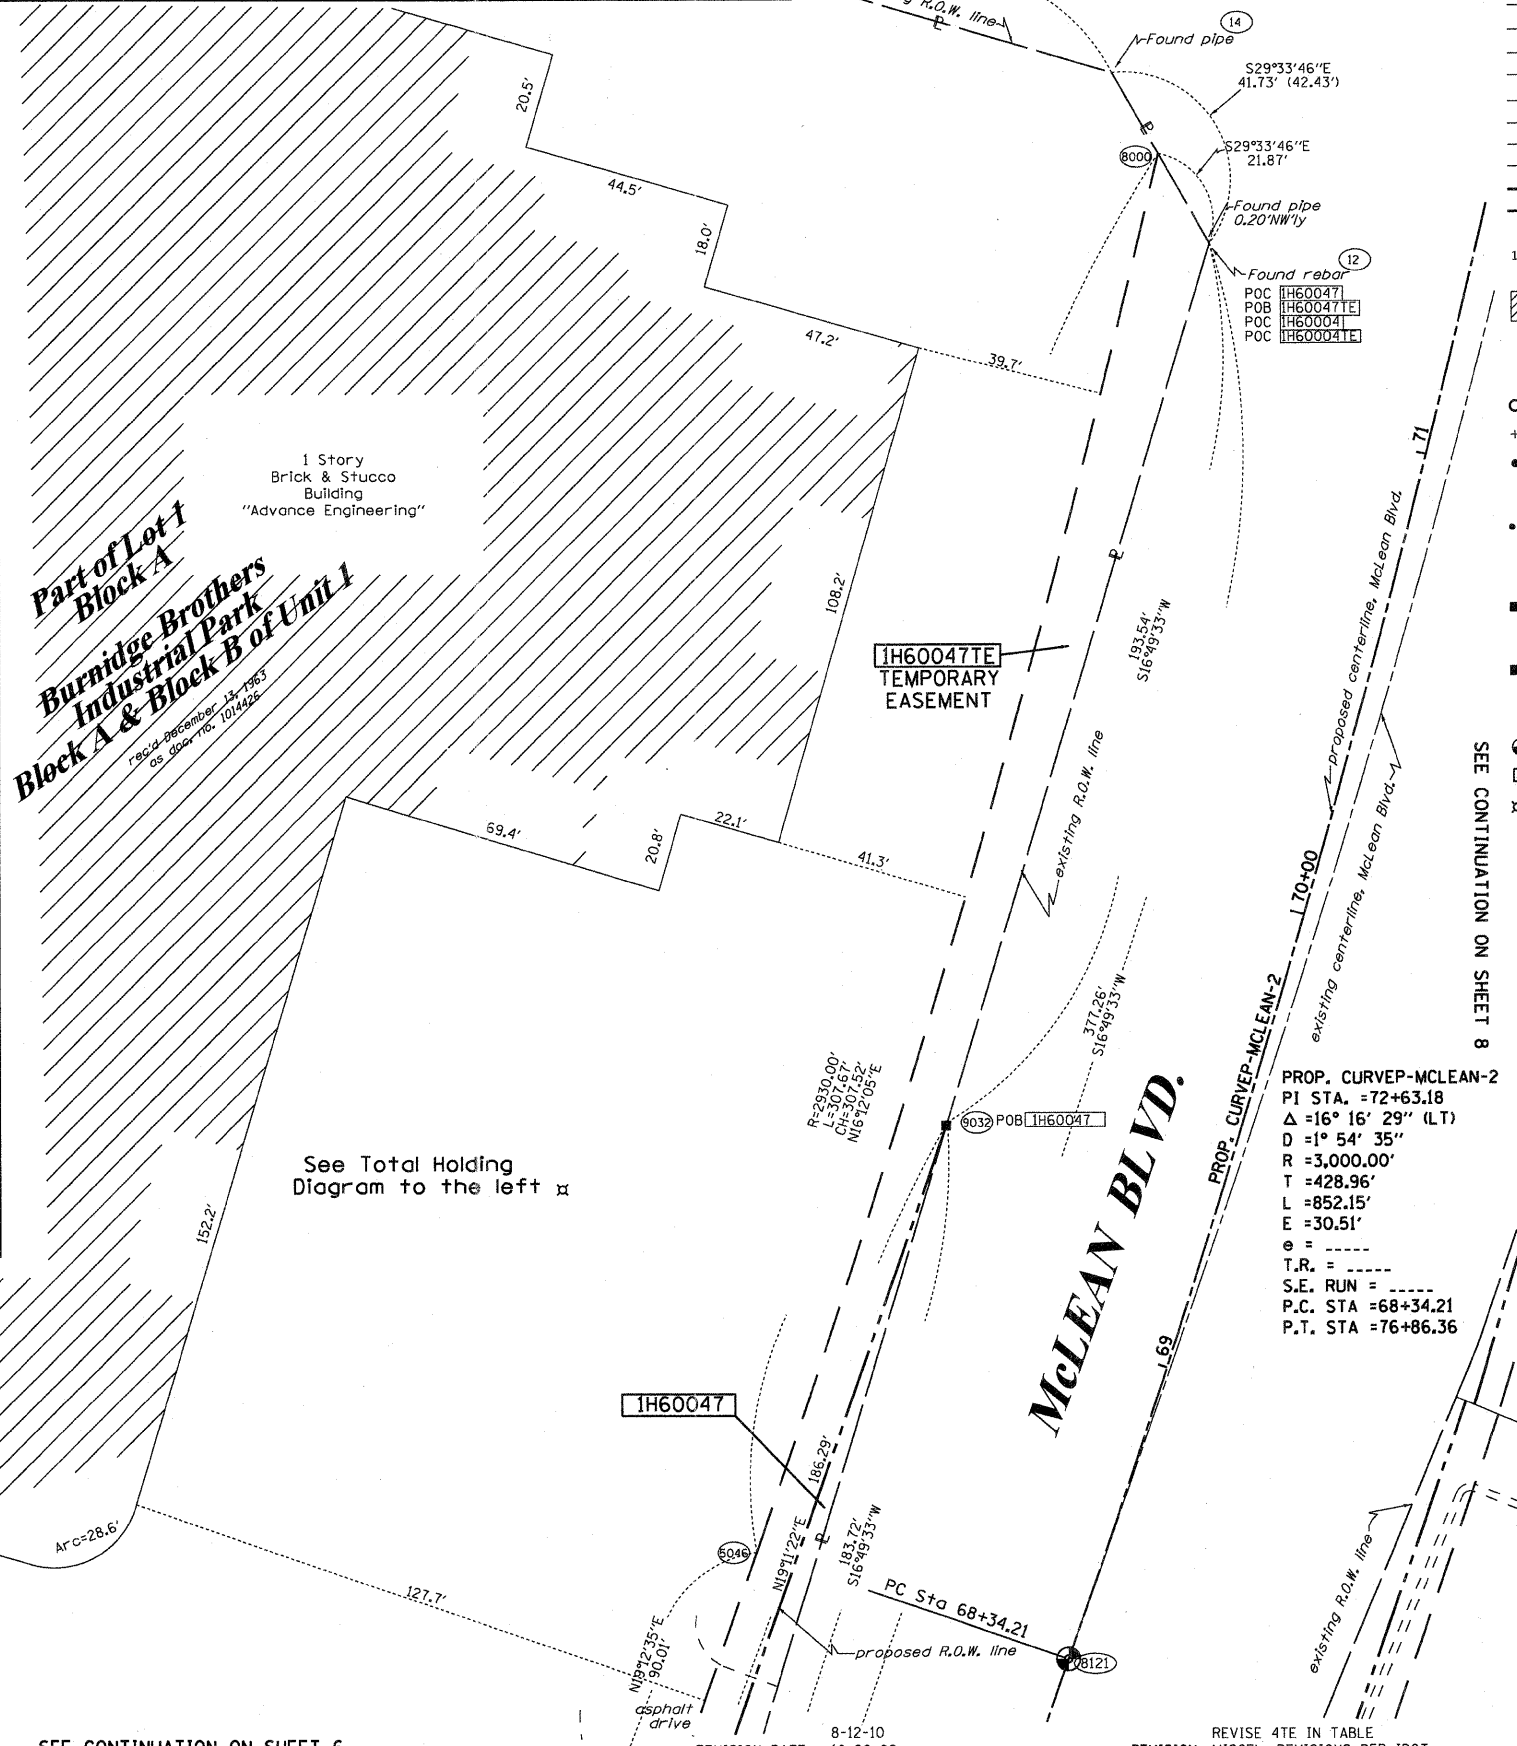 g R.O.W. line
14
Found pipe
S29°33'46"E
41.73' (42.43')
20.5'
8000
S29°33'46"E
21.87'
44.5'
Found pipe
0.20'NW'ly
18.0'
12
Found rebar
POC 1H60047
POB 1H60047TE
POC 1H60004
POC 1H60004TE
47.2'
39.7'
71
1 Story
Brick & Stucco
Building
"Advance Engineering"
Part of Lot 1
Block A
Burnidge Brothers
Industrial Park
Block A & Block B of Unit 1
rec'd December 13, 1963
as doc. no. 1014426
108.2'
1H60047TE
TEMPORARY
EASEMENT
193.54'
S16°49'33"W
existing R.O.W. line
proposed centerline, McLean Blvd.
existing centerline, McLean Blvd.
SEE CONTINUATION ON SHEET 8
69.4'
20.8'
22.1'
41.3'
70+00
377.26'
S16°49'33"W
PROP. CURVEP-MCLEAN-2
R=2930.00'
L=307.67'
CH=307.52'
N16°12'05"E
9032 POB 1H60047
McLEAN BLVD.
PROP. CURVEP-MCLEAN-2
PI STA. =72+63.18
Δ =16° 16' 29" (LT)
D =1° 54' 35"
R =3,000.00'
T =428.96'
L =852.15'
E =30.51'
e = -----
T.R. = -----
S.E. RUN = -----
P.C. STA =68+34.21
P.T. STA =76+86.36
See Total Holding
Diagram to the left ¤
152.2'
69
1H60047
186.29'
N19°11'22"E
183.72'
S16°49'33"W
Arc=28.6'
5046
127.7'
PC Sta 68+34.21
8121
proposed R.O.W. line
existing R.O.W. line
N19°12'35"E
90.01'
asphalt
drive
8-12-10
REVISE 4TE IN TABLE
SEE CONTINUATION ON SHEET 6